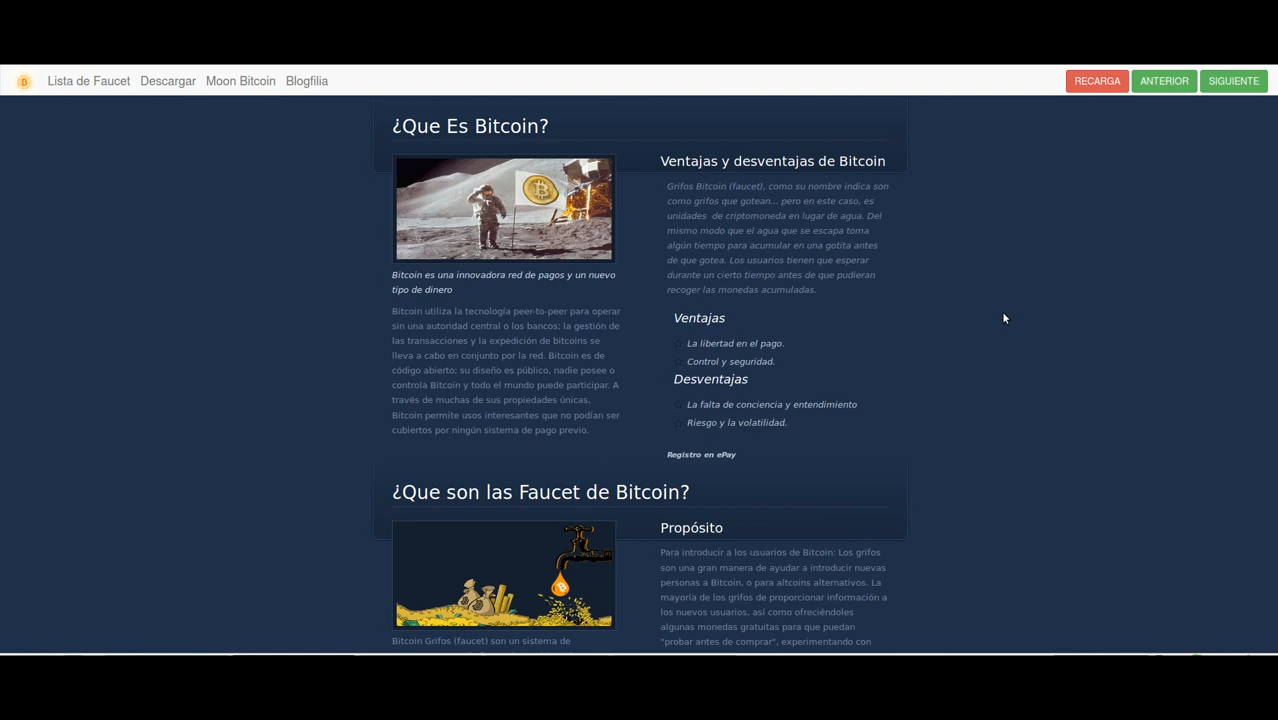 Lista de Faucet Descargar Moon Bitcoin Blogfilia RECARGA ANTERIOR SIGUIENTE
¿Que Es Bitcoin?
Bitcoin es una innovadora red de pagos y un nuevo
tipo de dinero
Bitcoin utiliza la tecnología peer-to-peer para operar
sin una autoridad central o los bancos; la gestión de
las transacciones y la expedición de bitcoins se
lleva a cabo en conjunto por la red. Bitcoin es de
código abierto; su diseño es público, nadie posee o
controla Bitcoin y todo el mundo puede participar. A
través de muchas de sus propiedades únicas,
Bitcoin permite usos interesantes que no podían ser
cubiertos por ningún sistema de pago previo.
Ventajas y desventajas de Bitcoin
Grifos Bitcoin (faucet), como su nombre indica son
como grifos que gotean... pero en este caso, es
unidades de criptomoneda en lugar de agua. Del
mismo modo que el agua que se escapa toma
algún tiempo para acumular en una gotita antes
de que gotea. Los usuarios tienen que esperar
durante un cierto tiempo antes de que pudieran
recoger las monedas acumuladas.
Ventajas
La libertad en el pago.
Control y seguridad.
Desventajas
La falta de conciencia y entendimiento
Riesgo y la volatilidad.
Registro en ePay
¿Que son las Faucet de Bitcoin?
Bitcoin Grifos (faucet) son un sistema de
Propósito
Para introducir a los usuarios de Bitcoin: Los grifos
son una gran manera de ayudar a introducir nuevas
personas a Bitcoin, o para altcoins alternativos. La
mayoría de los grifos de proporcionar información a
los nuevos usuarios, así como ofreciéndoles
algunas monedas gratuitas para que puedan
"probar antes de comprar", experimentando con